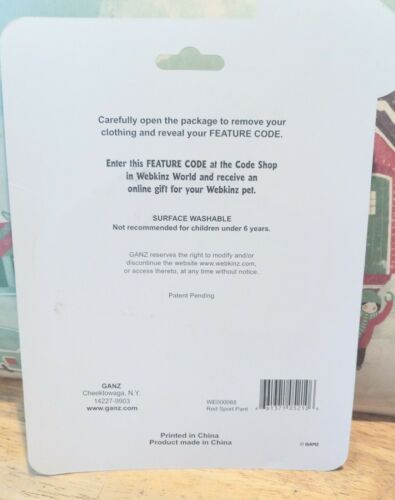 Carefully open the package to remove your
clothing and reveal your FEATURE CODE.
Enter this FEATURE CODE at the Code Shop
in Webkinz World and receive an
online gift for your Webkinz pet.
SURFACE WASHABLE
Not recommended for children under 6 years.
GANZ reserves the right to modify and/or
discontinue the website www.webkinz.com,
or access thereto, at any time without notice.
Patent Pending
GANZ
Cheektowaga, N.Y.
14227-9903
www.ganz.com
WE000069
Red Sport Pant
Printed in China
Product made in China
© GANZ